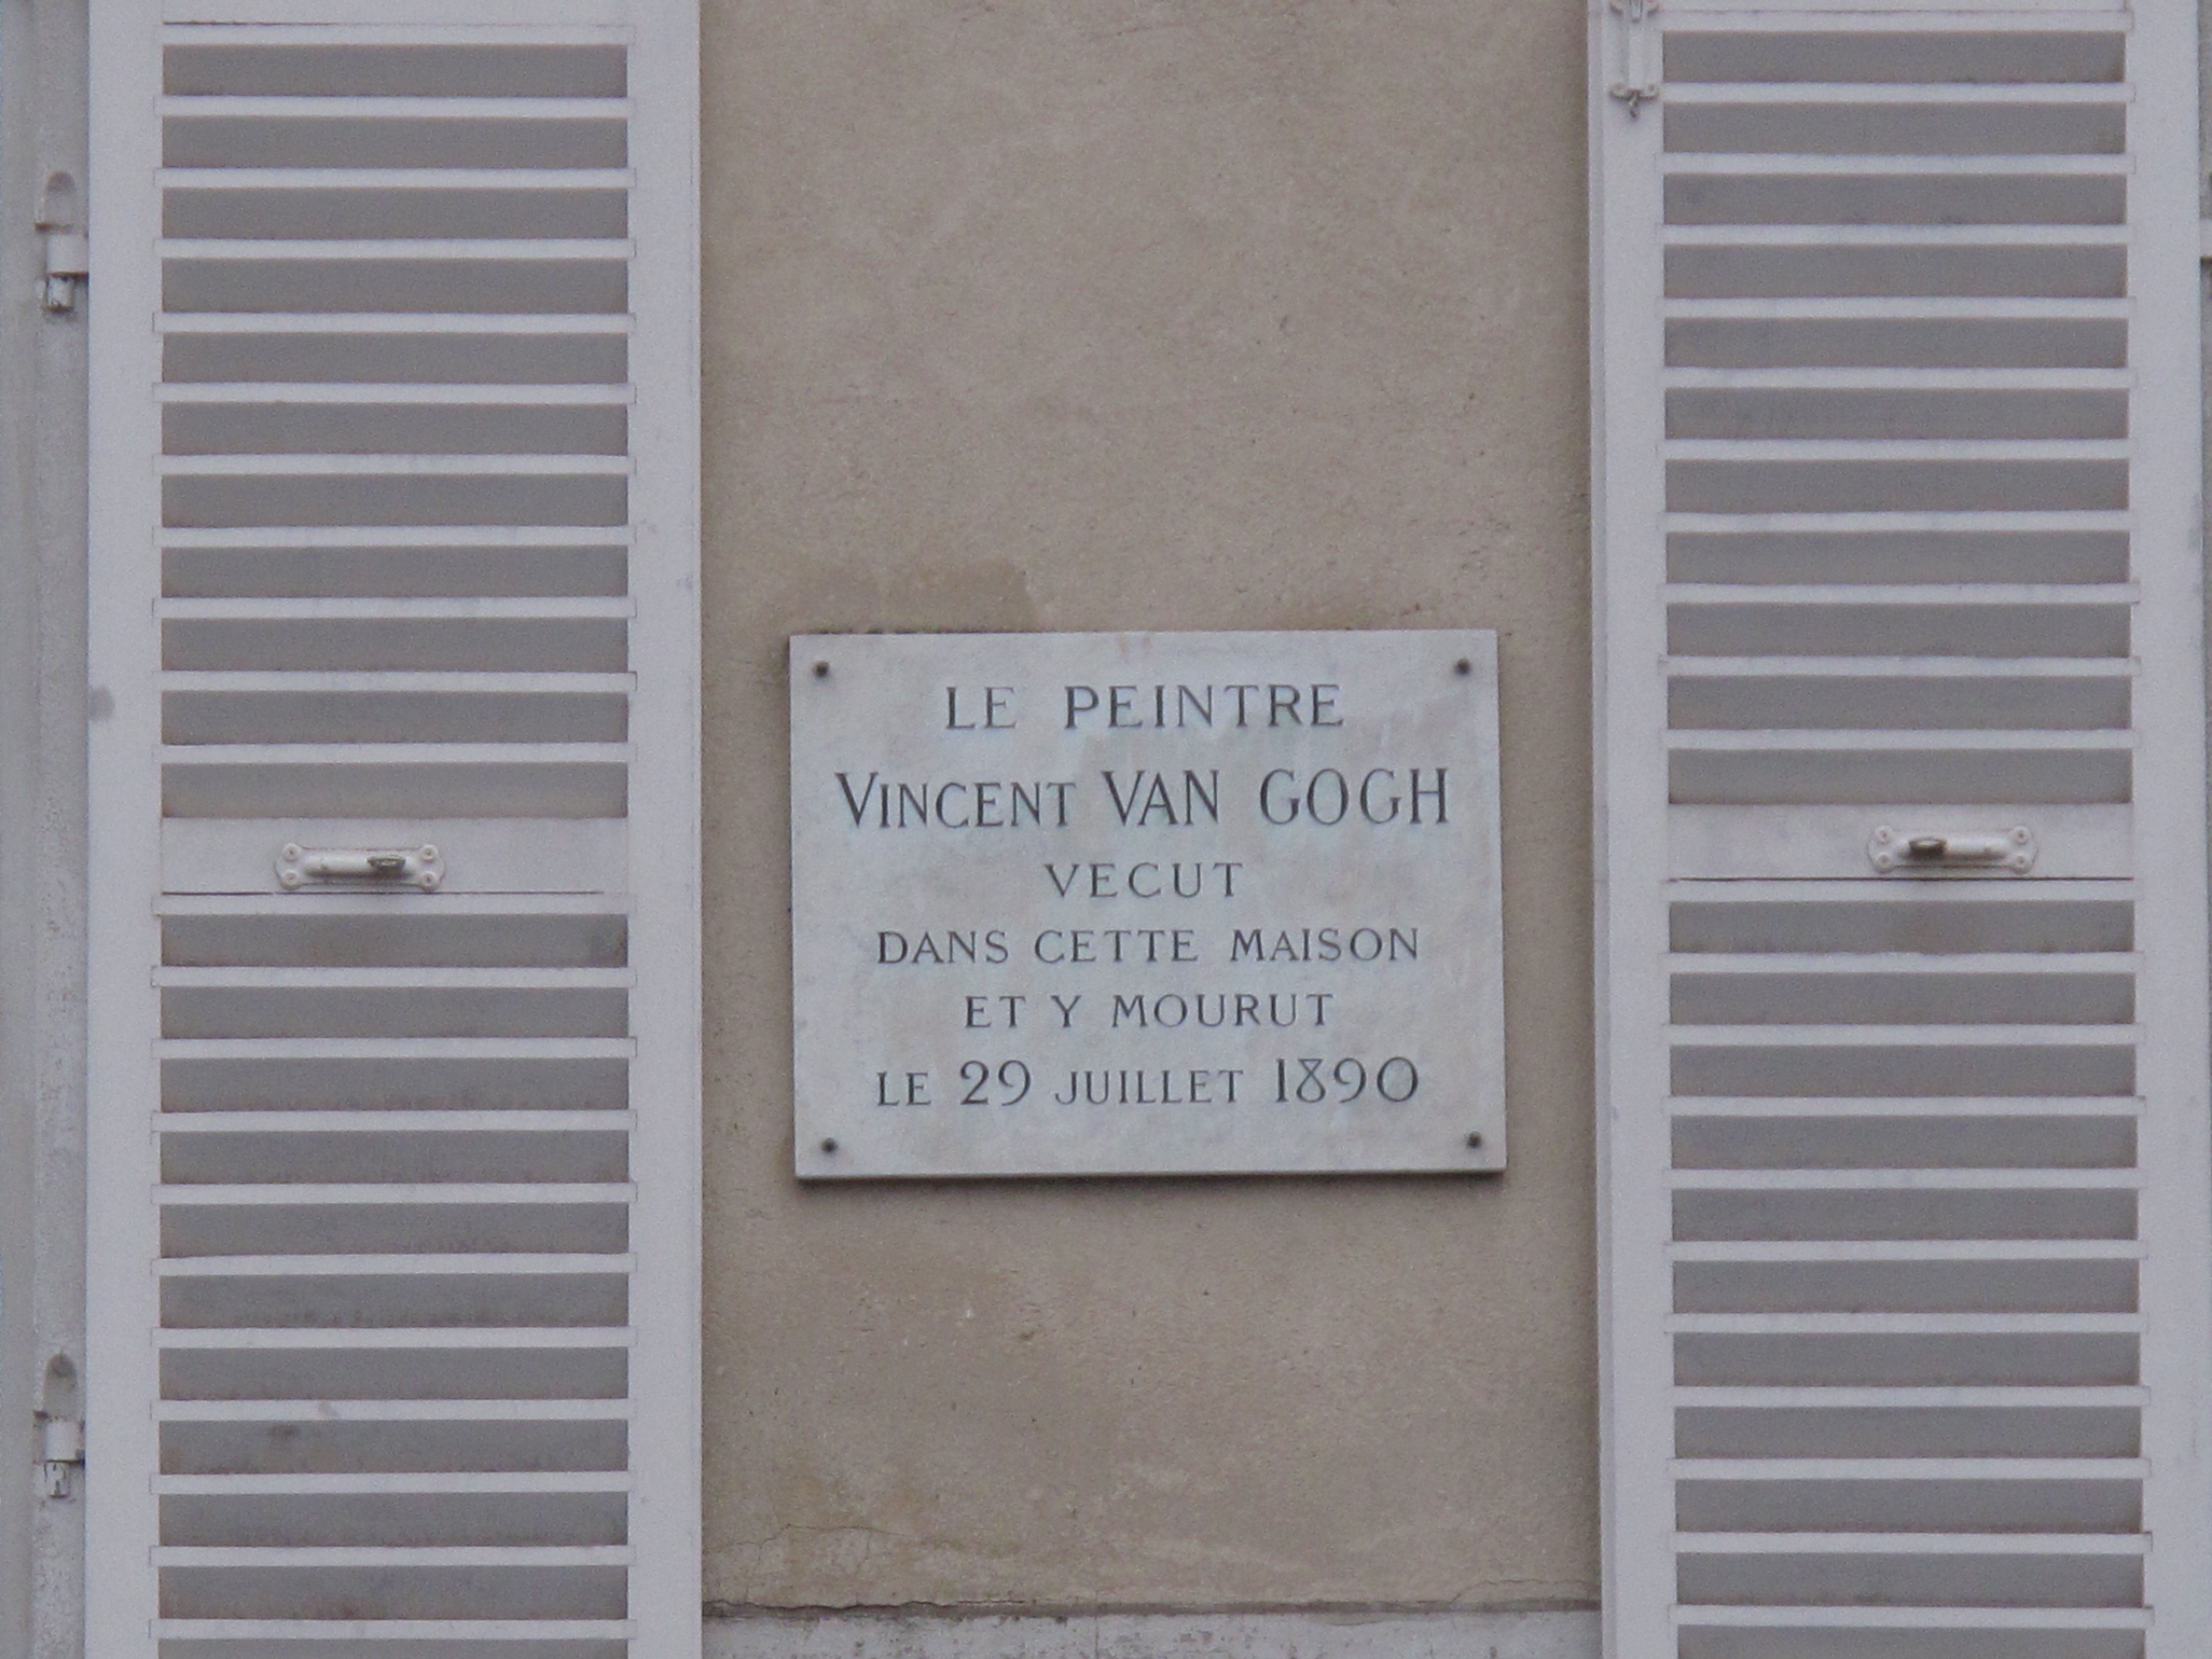 LE PEINTRE
VINCENT VAN GOGH
VECUT
DANS CETTE MAISON
ET Y MOURUT
LE 29 JUILLET 1890